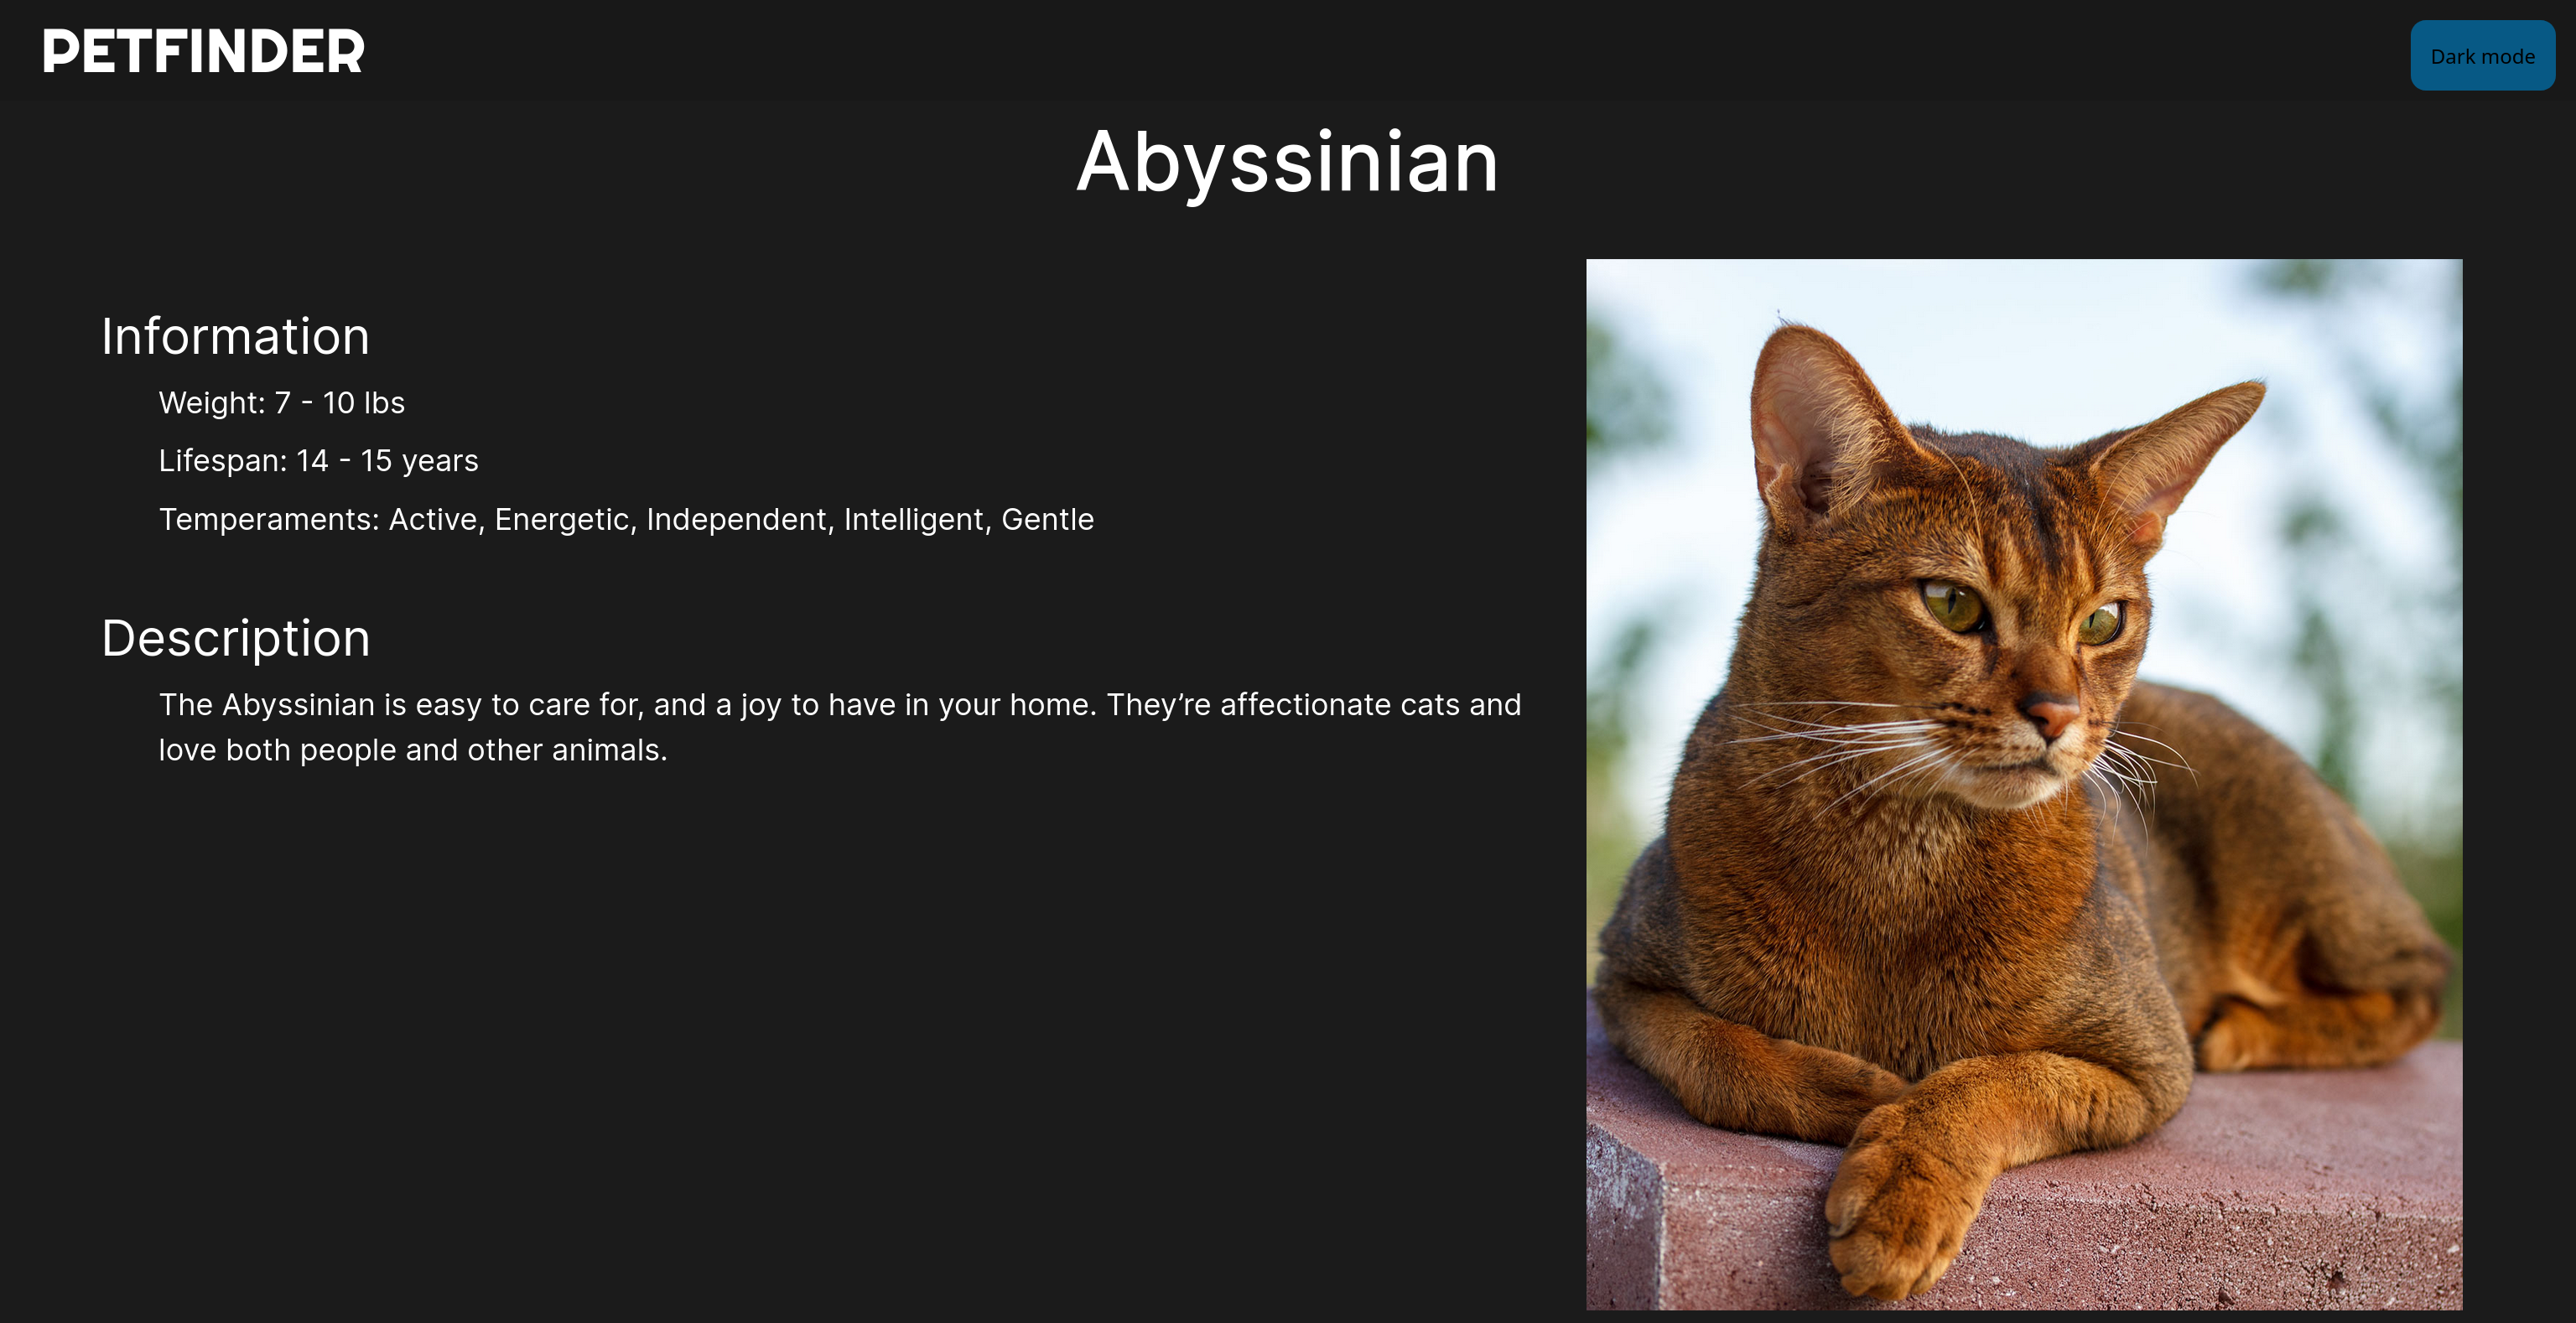 PETFINDER
Dark mode
Abyssinian
Information
Weight: 7 - 10 lbs
Lifespan: 14 - 15 years
Temperaments: Active, Energetic, Independent, Intelligent, Gentle
Description
The Abyssinian is easy to care for, and a joy to have in your home. They’re affectionate cats and
love both people and other animals.